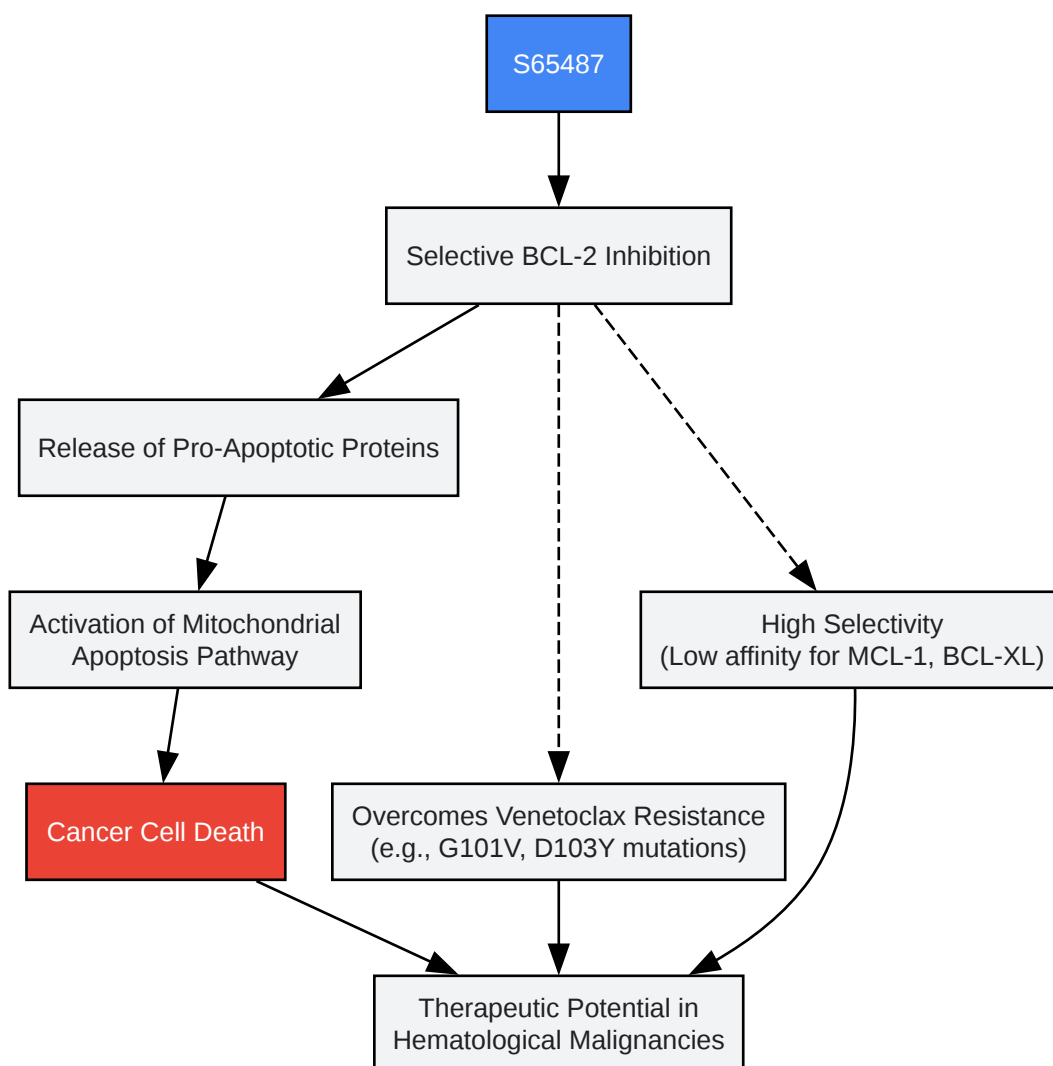 S65487
Selective BCL-2 Inhibition
Release of Pro-Apoptotic Proteins
Activation of Mitochondrial
Apoptosis Pathway
High Selectivity
(Low affinity for MCL-1, BCL-XL)
Cancer Cell Death
Overcomes Venetoclax Resistance
(e.g., G101V, D103Y mutations)
Therapeutic Potential in
Hematological Malignancies